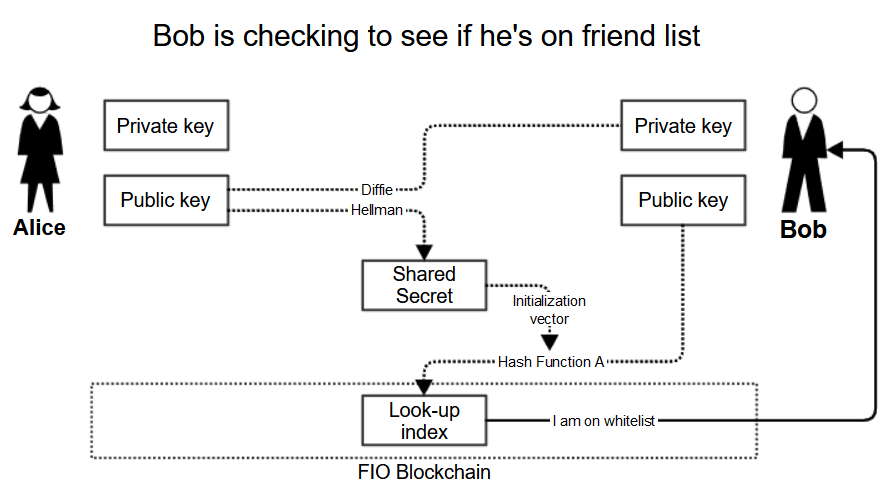 Bob is checking to see if he's on friend list
Private key
Private key
Public key
Public key
Diffie
Hellman
Alice
Bob
Shared
Secret
Initialization
vector
Hash Function A
Look-up
index
I am on whitelist
FIO Blockchain